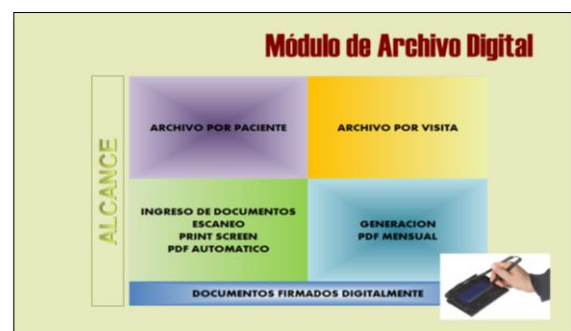 Módulo de Archivo Digital
ALCANCE
ARCHIVO POR PACIENTE
ARCHIVO POR VISITA
INGRESO DE DOCUMENTOS
ESCANEO
PRINT SCREEN
PDF AUTOMATICO
GENERACION
PDF MENSUAL
DOCUMENTOS FIRMADOS DIGITALMENTE